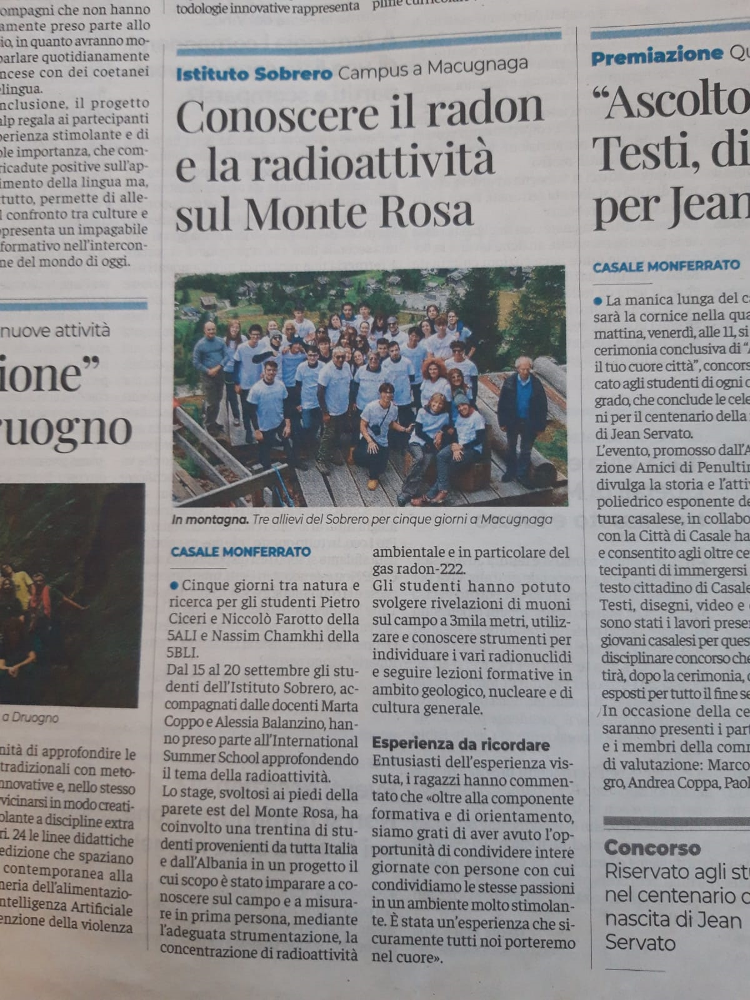 ompagni che non hanno
amente preso parte allo
io, in quanto avranno mo-
parlare quotidianamente
ncese con dei coetanei
elingua.
nclusione, il progetto
alp regala ai partecipanti
perienza stimolante e di
ole importanza, che com-
ricadute positive sull'ap-
imento della lingua ma,
tutto, permette di alle-
l confronto tra culture e
ppresenta un impagabile
formativo nell'intercon-
ne del mondo di oggi.
nuove attività
ione”
ruogno
a Druogno
nità di approfondire le
tradizionali con meto-
nnovative e, nello stesso
vicinarsi in modo creati-
olante a discipline extra
ri. 24 le linee didattiche
edizione che spaziano
contemporanea alla
neria dell'alimentazio-
ntelligenza Artificiale
enzione della violenza
todologie innovative rappresenta
Istituto Sobrero Campus a Macugnaga
Conoscere il radon
e la radioattività
sul Monte Rosa
In montagna. Tre allievi del Sobrero per cinque giorni a Macugnaga
CASALE MONFERRATO
• Cinque giorni tra natura e
ricerca per gli studenti Pietro
Ciceri e Niccolò Farotto della
5ALI e Nassim Chamkhi della
5BLI.
Dal 15 al 20 settembre gli stu-
denti dell'Istituto Sobrero, ac-
compagnati dalle docenti Marta
Coppo e Alessia Balanzino, han-
no preso parte all'International
Summer School approfondendo
il tema della radioattività.
Lo stage, svoltosi ai piedi della
parete est del Monte Rosa, ha
coinvolto una trentina di stu-
denti provenienti da tutta Italia
e dall'Albania in un progetto il
cui scopo è stato imparare a co-
noscere sul campo e a misura-
re in prima persona, mediante
l'adeguata strumentazione, la
concentrazione di radioattività
ambientale e in particolare del
gas radon-222.
Gli studenti hanno potuto
svolgere rivelazioni di muoni
sul campo a 3mila metri, utiliz-
zare e conoscere strumenti per
individuare i vari radionuclidi
e seguire lezioni formative in
ambito geologico, nucleare e di
cultura generale.
Esperienza da ricordare
Entusiasti dell'esperienza vis-
suta, i ragazzi hanno commen-
tato che «oltre alla componente
formativa e di orientamento,
siamo grati di aver avuto l'op-
portunità di condividere intere
giornate con persone con cui
condividiamo le stesse passioni
in un ambiente molto stimolan-
te. È stata un'esperienza che si-
curamente tutti noi porteremo
nel cuore».
Premiazione Qu
“Ascolto
Testi, di
per Jean
CASALE MONFERRATO
• La manica lunga del c
sarà la cornice nella qua
mattina, venerdì, alle 11, si
cerimonia conclusiva di “
il tuo cuore città”, concors
cato agli studenti di ogni o
grado, che conclude le cele
ni per il centenario della
di Jean Servato.
L'evento, promosso dall'A
zione Amici di Penultim
divulga la storia e l'attiv
poliedrico esponente de
tura casalese, in collabo
con la Città di Casale ha
e consentito agli oltre ce
tecipanti di immergersi
testo cittadino di Casale
Testi, disegni, video e
sono stati i lavori prese
giovani casalesi per ques
disciplinare concorso che
tirà, dopo la cerimonia,
esposti per tutto il fine se
In occasione della ce
saranno presenti i part
e i membri della comm
di valutazione: Marco
gro, Andrea Coppa, Paol
Concorso
Riservato agli stu
nel centenario d
nascita di Jean
Servato